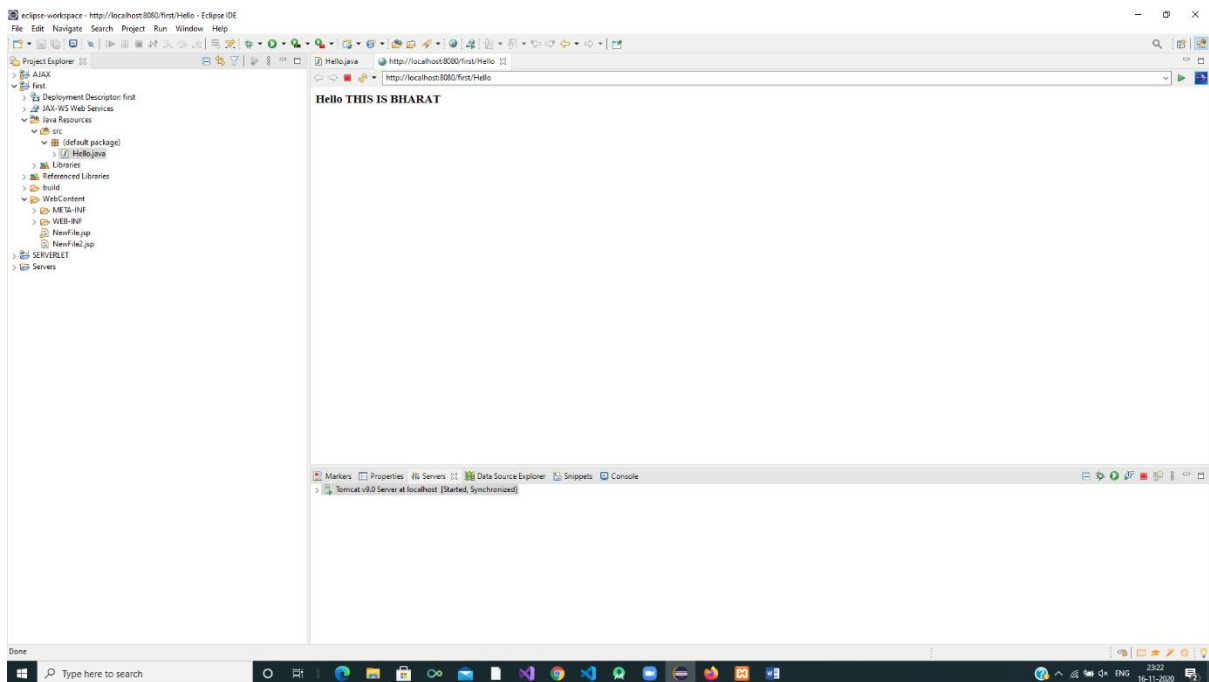 eclipse-workspace - http://localhost:8080/first/Hello - Eclipse IDE
File Edit Navigate Search Project Run Window Help
Project Explorer
Hello.java
http://localhost:8080/first/Hello
AJAX
first
Deployment Descriptor: first
JAX-WS Web Services
Java Resources
src
(default package)
Hello.java
Libraries
Referenced Libraries
build
WebContent
META-INF
WEB-INF
NewFile.jsp
NewFile2.jsp
SERVERLET
Servers
http://localhost:8080/first/Hello
Hello THIS IS BHARAT
Markers Properties Servers Data Source Explorer Snippets Console
Tomcat v9.0 Server at localhost [Started, Synchronized]
Done
Type here to search
ENG
23:22
16-11-2020